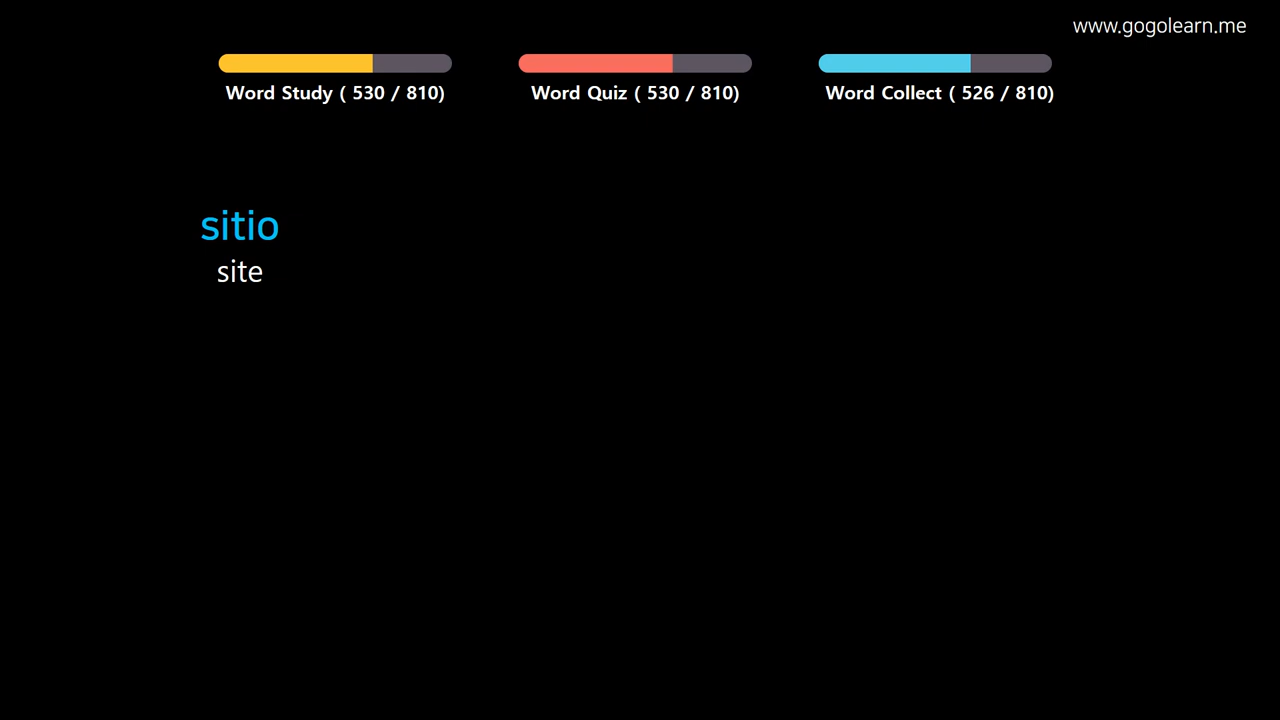 www.gogolearn.me
Word Study ( 530 / 810)
Word Quiz ( 530 / 810)
Word Collect ( 526 / 810)
sitio
site